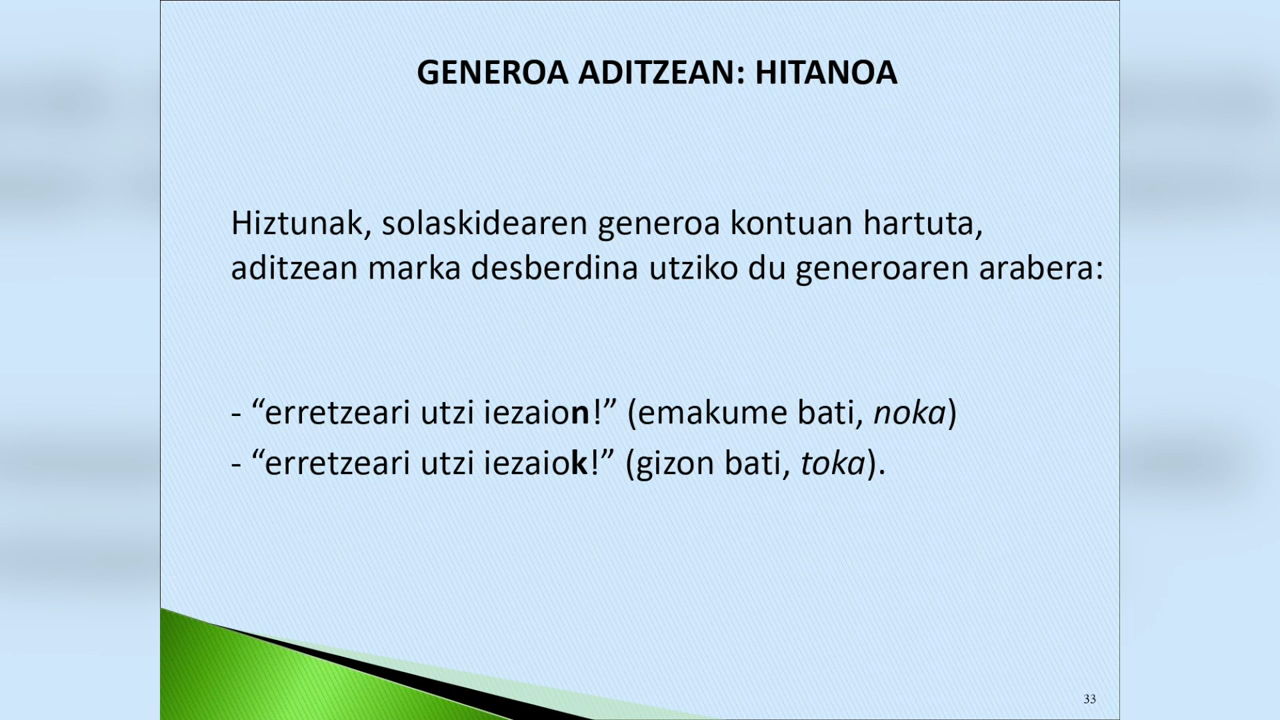 GENEROA ADITZEAN: HITANOA
Hiztunak, solaskidearen generoa kontuan hartuta,
aditzean marka desberdina utziko du generoaren arabera:
- “erretzeari utzi iezaion!” (emakume bati, noka)
- “erretzeari utzi iezaiok!” (gizon bati, toka).
33